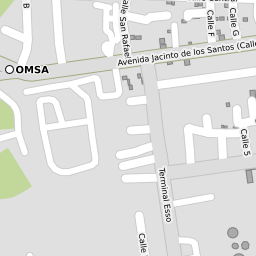 B
Calle San Rafael
Calle F
Calle G
Avenida Jacinto de los Santos (Calle
OMSA
Calle 5
Terminal Esso
Calle